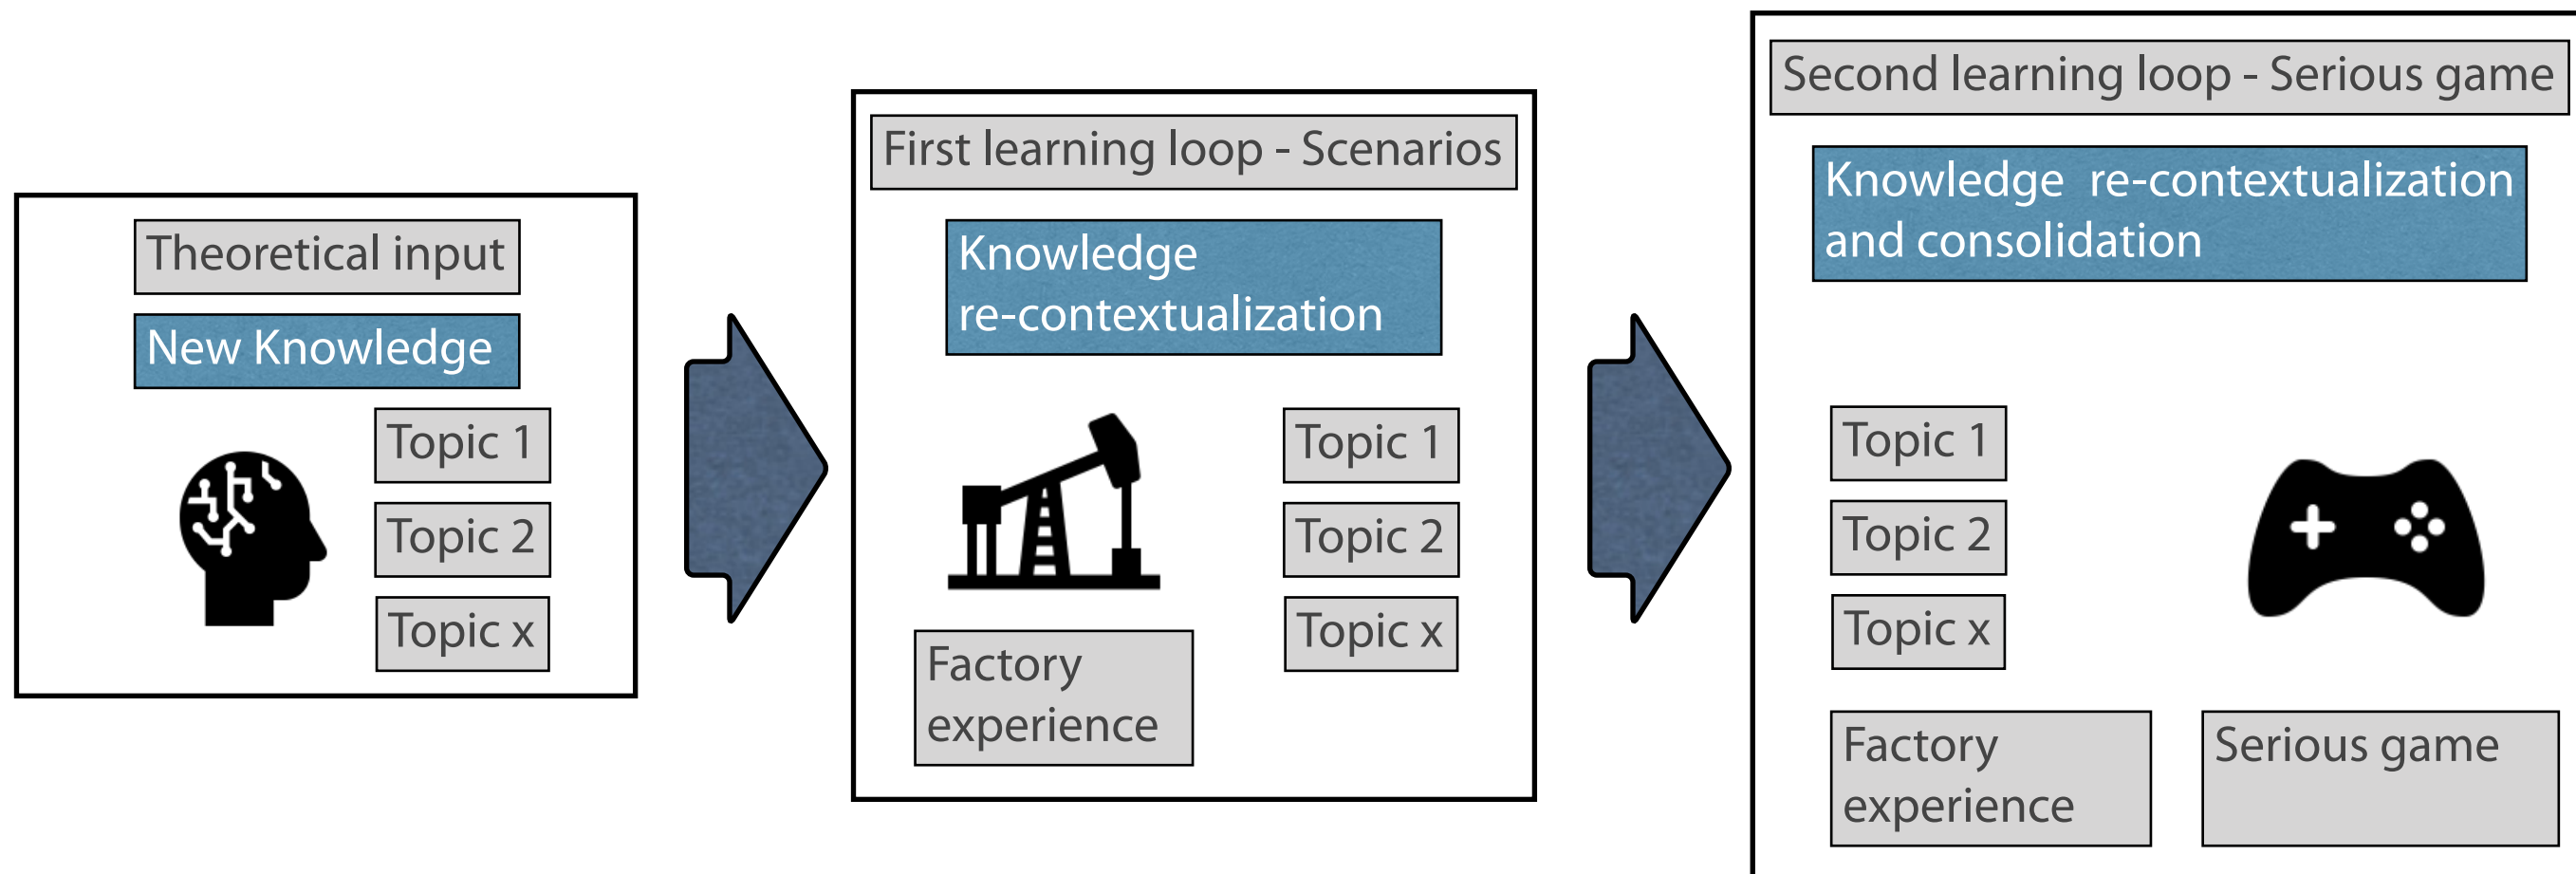 Theoretical input
New Knowledge
Topic 1
Topic 2
Topic x
First learning loop - Scenarios
Knowledge
re-contextualization
Topic 1
Topic 2
Topic x
Factory
experience
Second learning loop - Serious game
Knowledge re-contextualization
and consolidation
Topic 1
Topic 2
Topic x
Factory
experience
Serious game